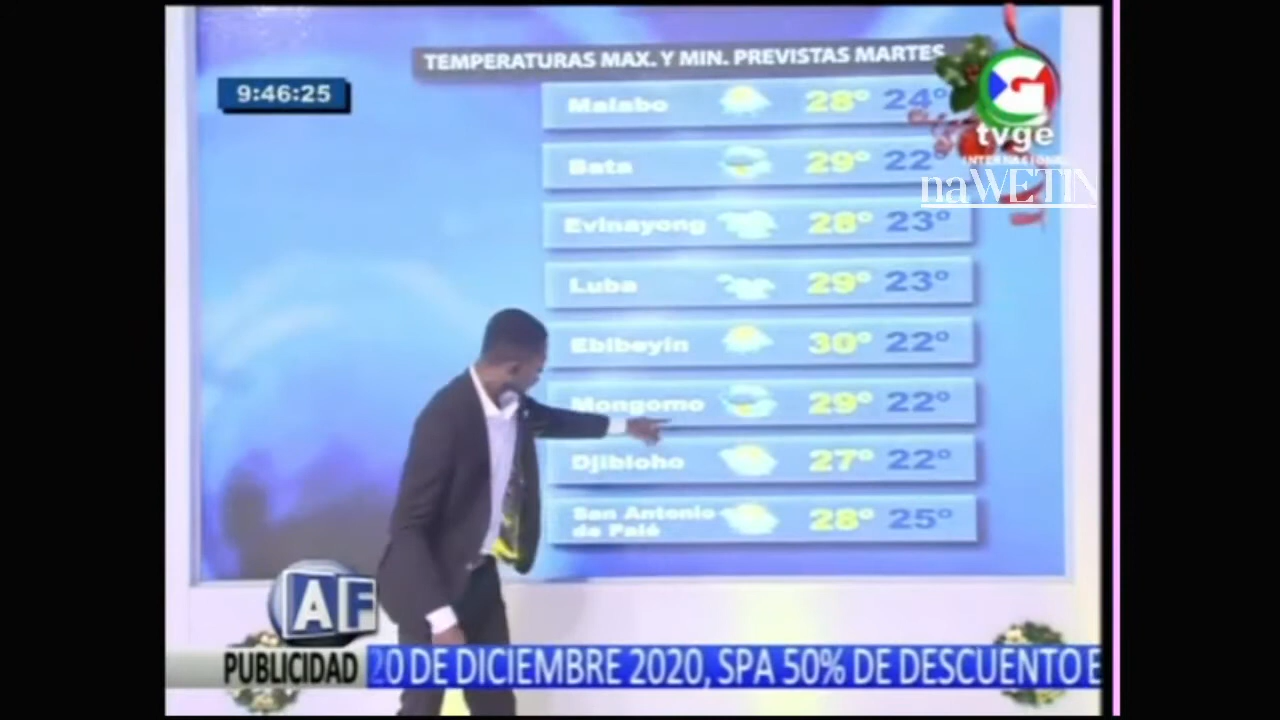 TEMPERATURAS MAX. Y MIN. PREVISTAS MARTES
9:46:25
Malabo 28° 24°
tvge
INTERNACIONAL
naWETIN
Bata 29° 22°
Evinayong 28° 23°
Luba 29° 23°
Ebibeyin 30° 22°
Mongomo 29° 22°
Djibloho 27° 22°
San Antonio
de Palé 28° 25°
AF
PUBLICIDAD 20 DE DICIEMBRE 2020, SPA 50% DE DESCUENTO E